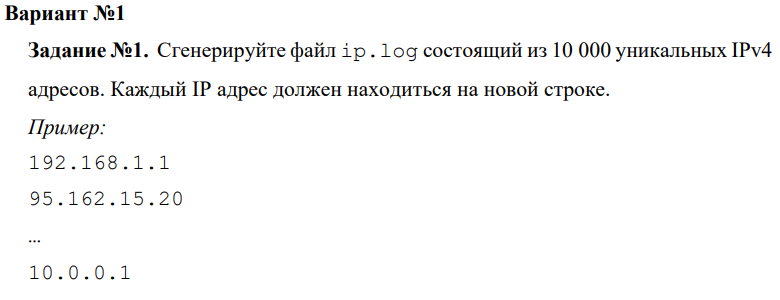 Вариант №1
Задание №1. Сгенерируйте файл ip.log состоящий из 10 000 уникальных IPv4
адресов. Каждый IP адрес должен находиться на новой строке.
Пример:
192.168.1.1
95.162.15.20
…
10.0.0.1